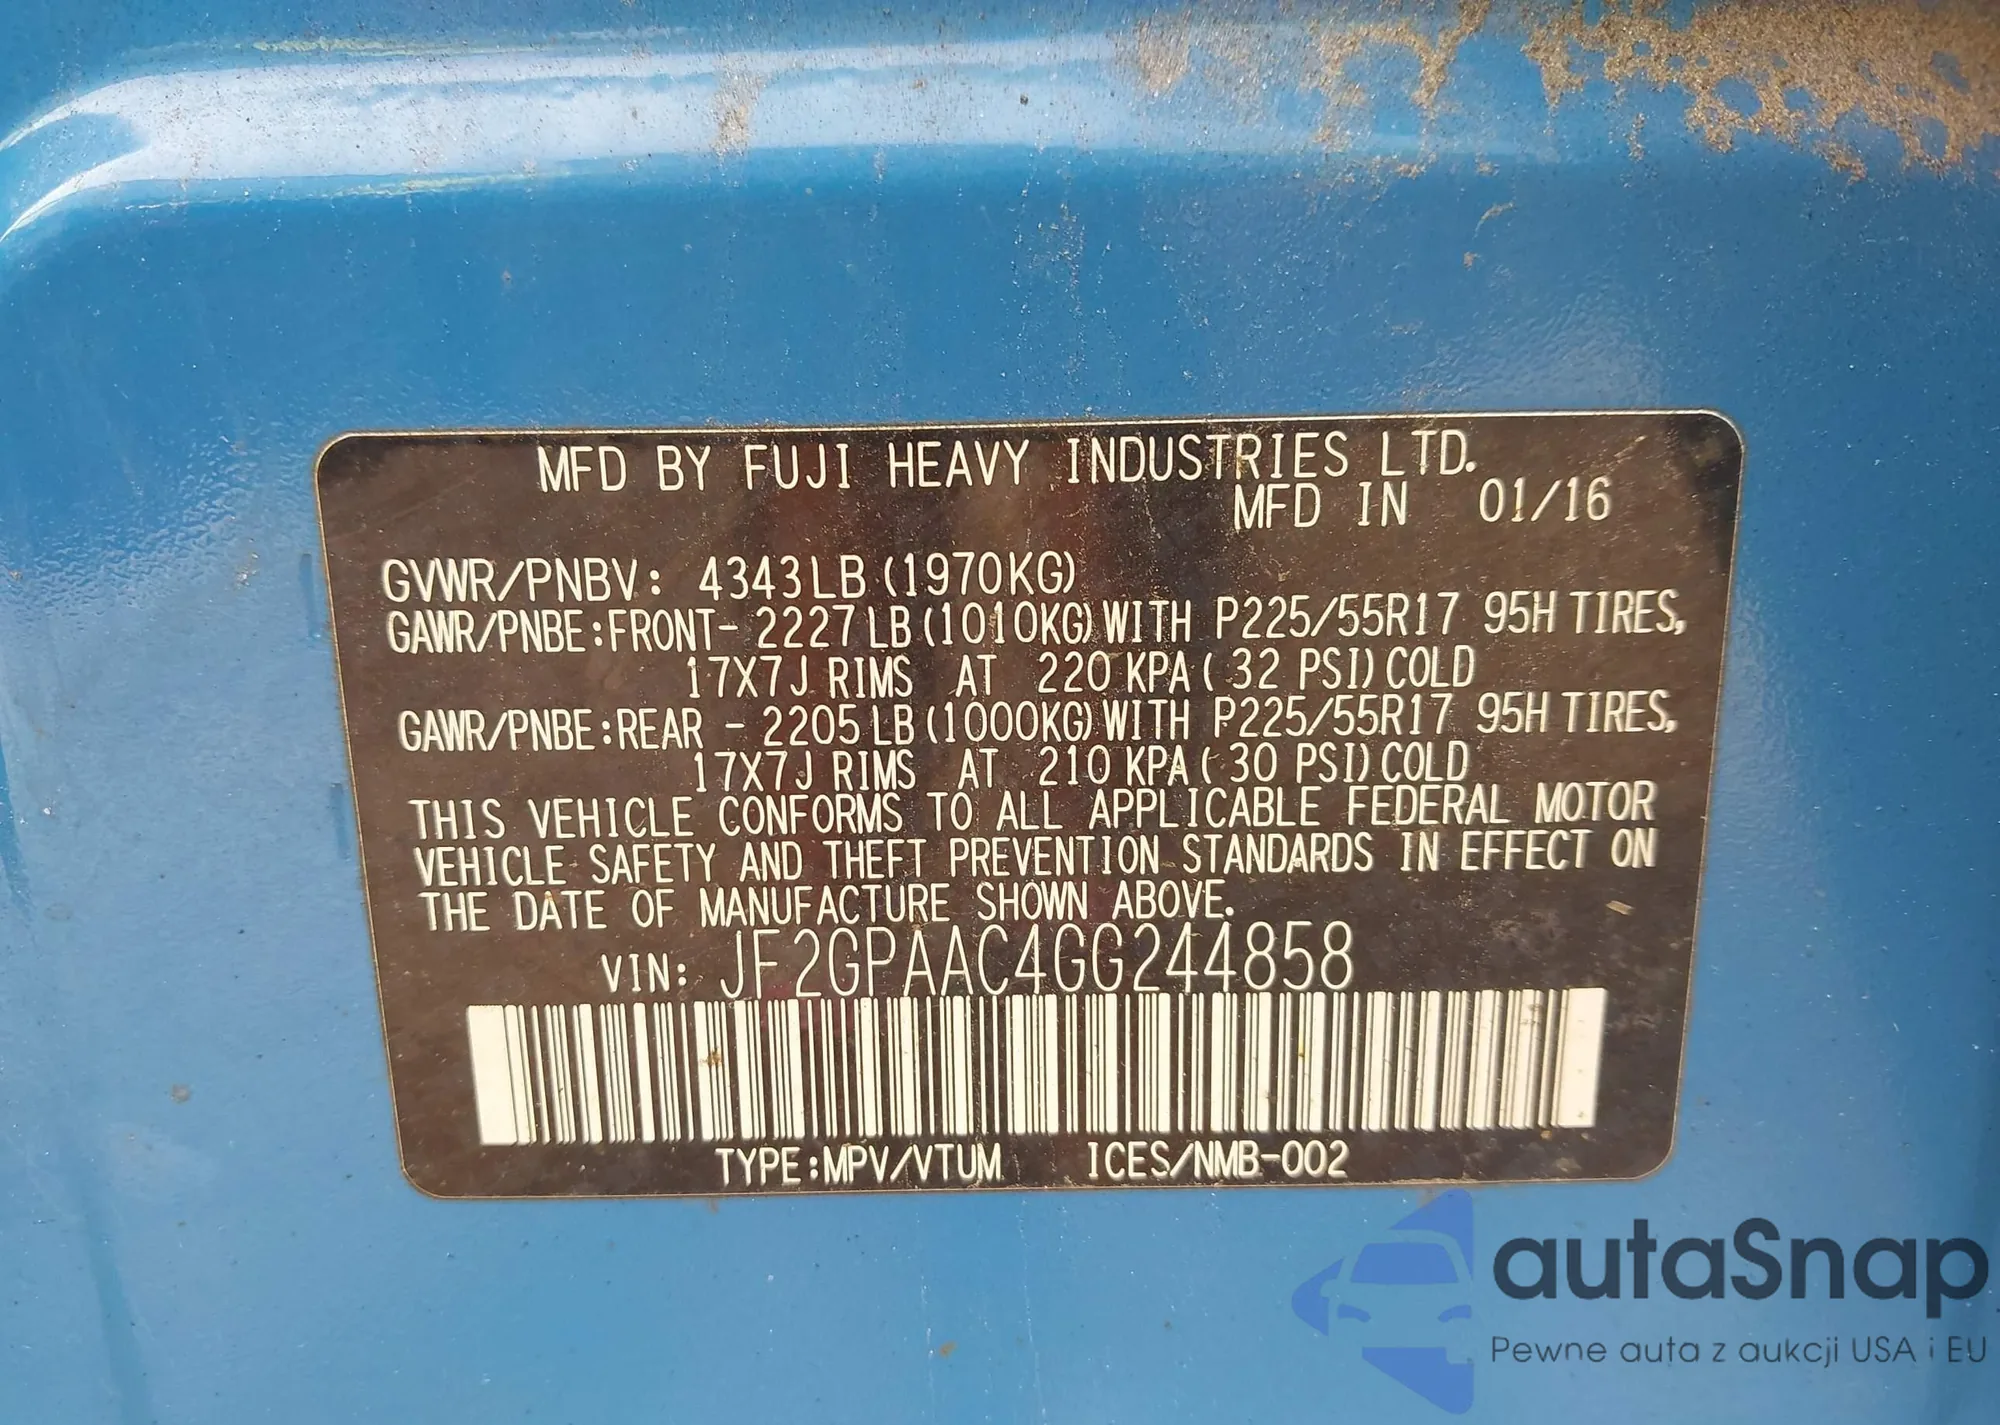 MFD BY FUJI HEAVY INDUSTRIES LTD.
MFD IN 01/16
GVWR/PNBV: 4343LB(1970KG)
GAWR/PNBE:FRONT- 2227LB(1010KG)WITH P225/55R17 95H TIRES,
17X7J RIMS AT 220 KPA( 32 PSI)COLD
GAWR/PNBE:REAR - 2205LB(1000KG)WITH P225/55R17 95H TIRES,
17X7J RIMS AT 210 KPA( 30 PSI)COLD
THIS VEHICLE CONFORMS TO ALL APPLICABLE FEDERAL MOTOR
VEHICLE SAFETY AND THEFT PREVENTION STANDARDS IN EFFECT ON
THE DATE OF MANUFACTURE SHOWN ABOVE.
VIN: JF2GPAAC4GG244858
TYPE:MPV/VTUM ICES/NMB-002
autaSnap
Pewne auta z aukcji USA i EU